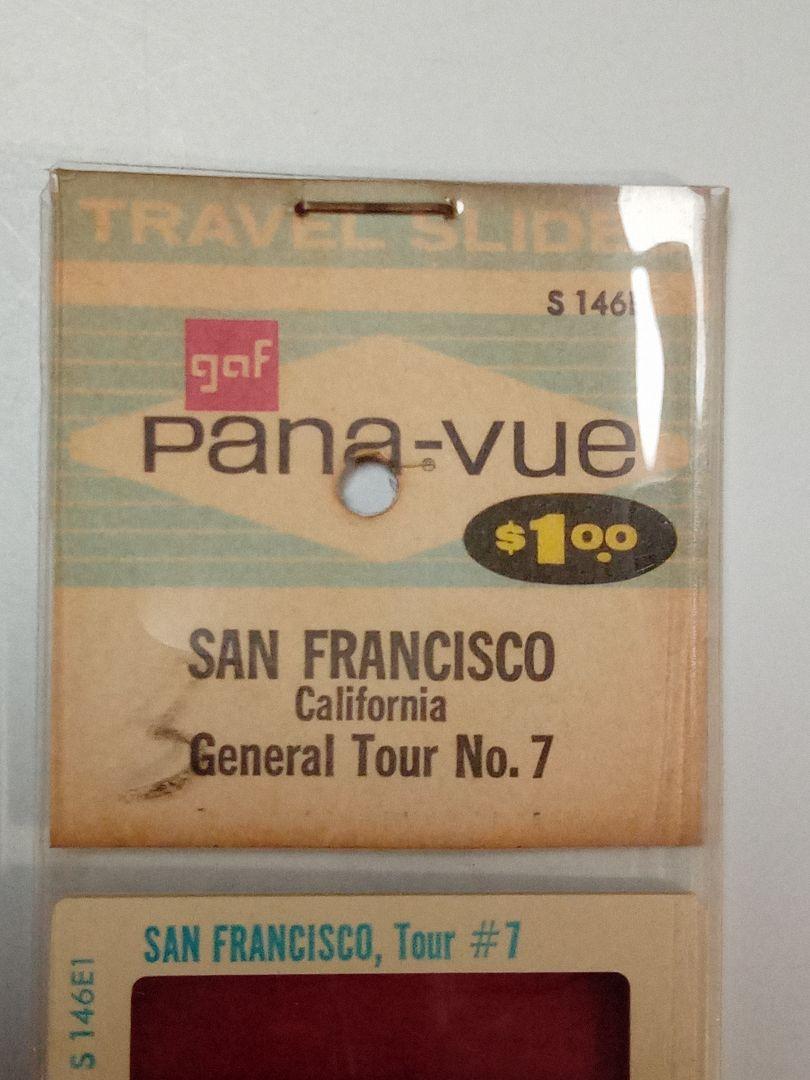 TRAVEL SLIDE
S 146
gaf
Pana-vue
$1.00
SAN FRANCISCO
California
General Tour No. 7
SAN FRANCISCO, Tour #7
S 146E1